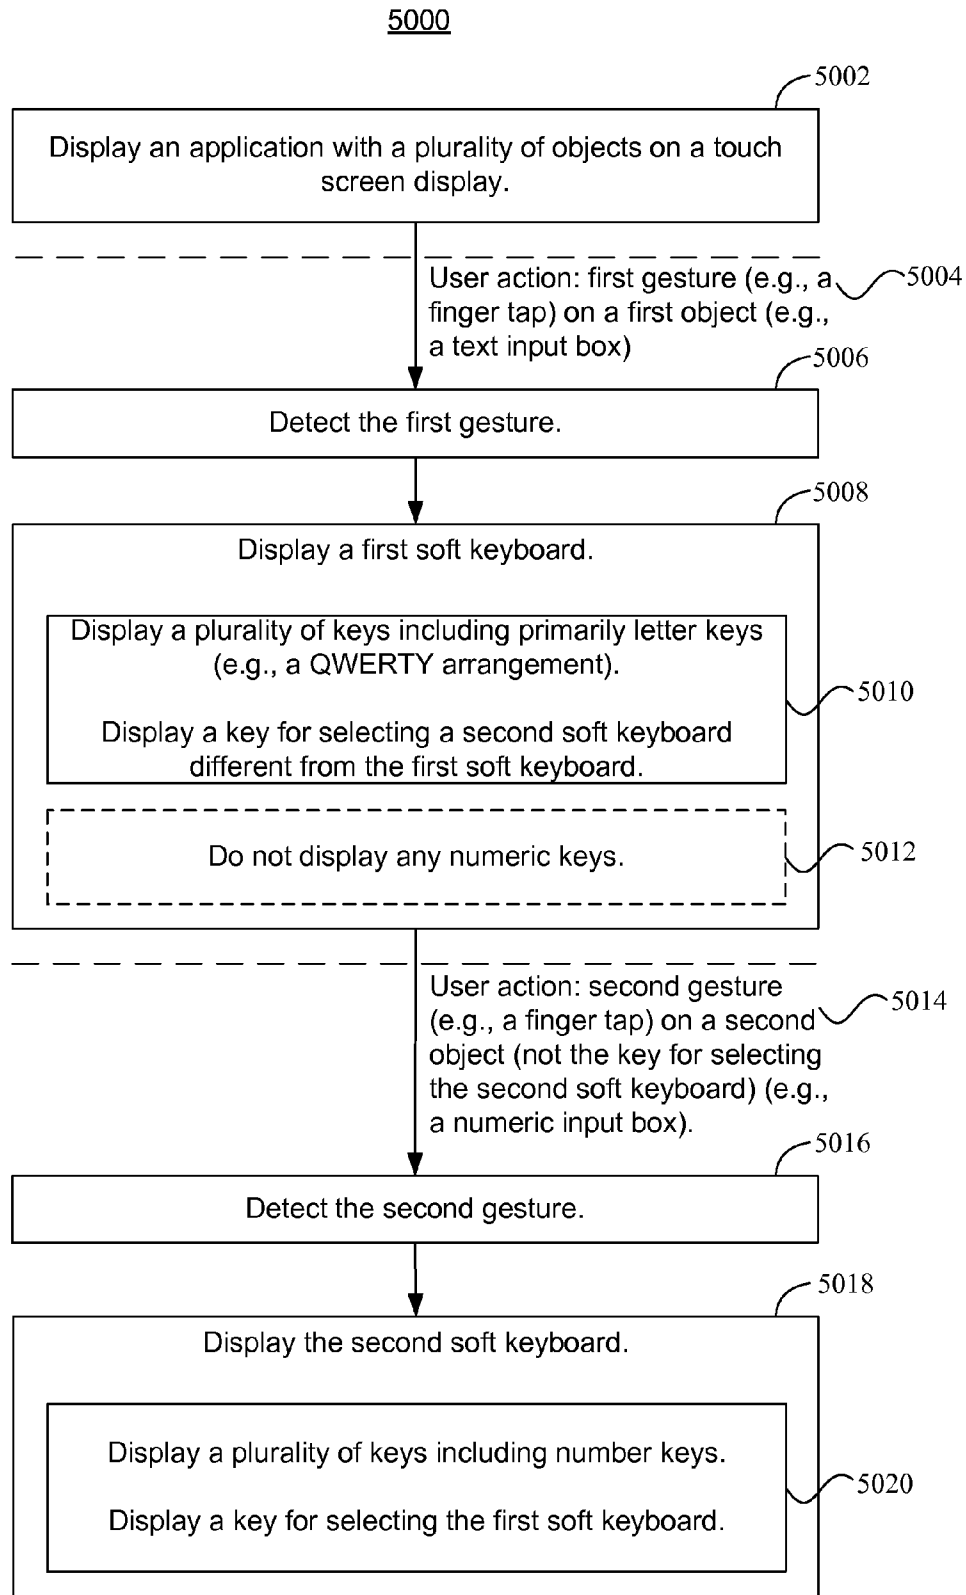 5000
5002
Display an application with a plurality of objects on a touch
screen display.
User action: first gesture (e.g., a
finger tap) on a first object (e.g.,
a text input box)
5004
5006
Detect the first gesture.
5008
Display a first soft keyboard.
Display a plurality of keys including primarily letter keys
(e.g., a QWERTY arrangement).
Display a key for selecting a second soft keyboard
different from the first soft keyboard.
5010
Do not display any numeric keys.
5012
User action: second gesture
(e.g., a finger tap) on a second
object (not the key for selecting
the second soft keyboard) (e.g.,
a numeric input box).
5014
5016
Detect the second gesture.
5018
Display the second soft keyboard.
Display a plurality of keys including number keys.
Display a key for selecting the first soft keyboard.
5020